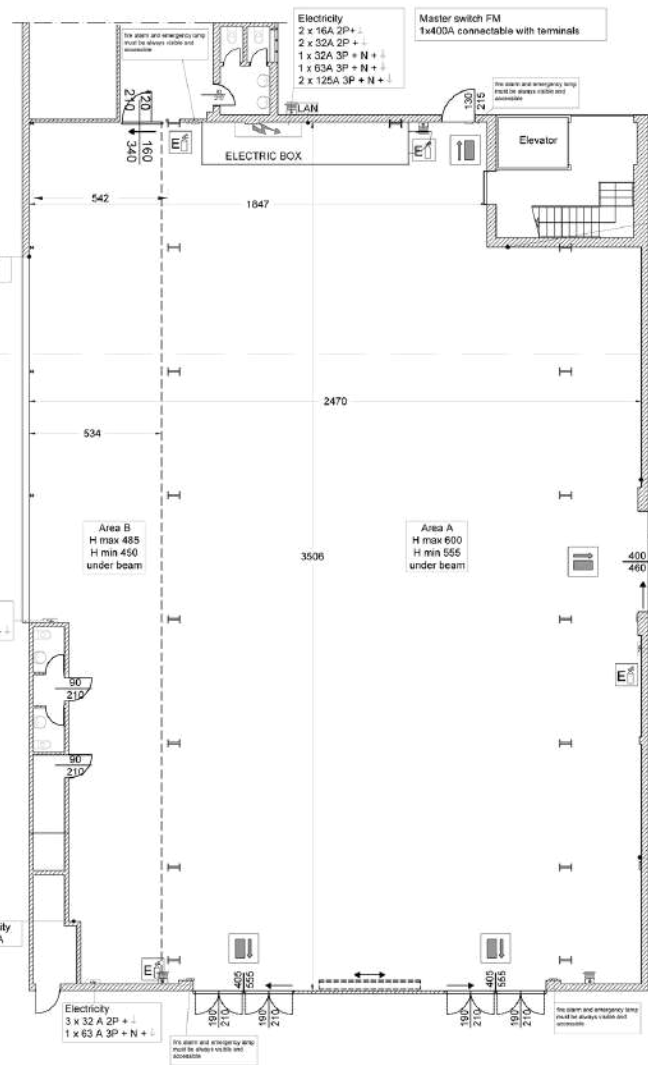 Electricity
2 x 16A 2P+ ⏚
2 x 32A 2P + ⏚
1 x 32A 3P + N + ⏚
1 x 63A 3P + N + ⏚
2 x 125A 3P + N + ⏚
Master switch FM
1x400A connectable with terminals
fire alarm and emergency lamp
must be always visible and
accessible
fire alarm and emergency lamp
must be always visible and
accessible
LAN
120
210
130
215
160
340
E
ELECTRIC BOX
E
Elevator
542
1847
2470
534
Area B
H max 485
H min 450
under beam
3506
Area A
H max 600
H min 555
under beam
400
460
E
90
210
90
210
ity
A
E
405
555
405
555
190
210
190
210
190
210
190
210
Electricity
3 x 32 A 2P + ⏚
1 x 63 A 3P + N + ⏚
fire alarm and emergency lamp
must be always visible and
accessible
fire alarm and emergency lamp
must be always visible and
accessible